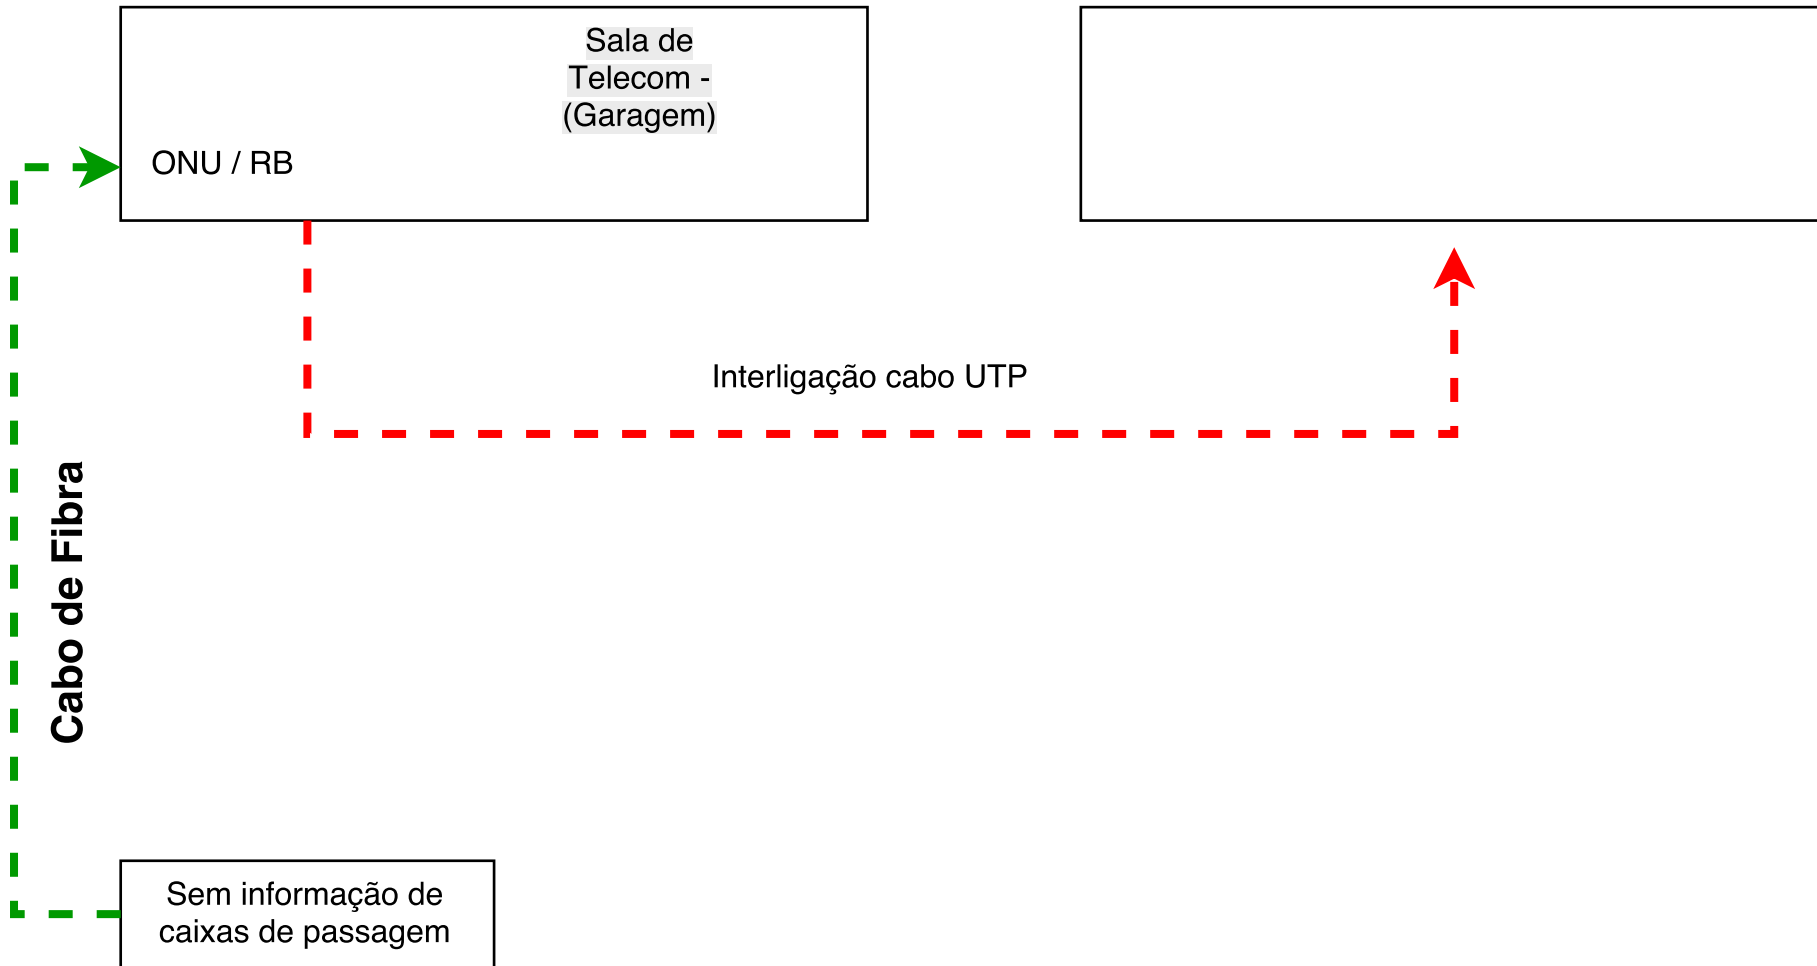 Sala de
Telecom -
(Garagem)
ONU / RB
Interligação cabo UTP
Cabo de Fibra
Sem informação de
caixas de passagem